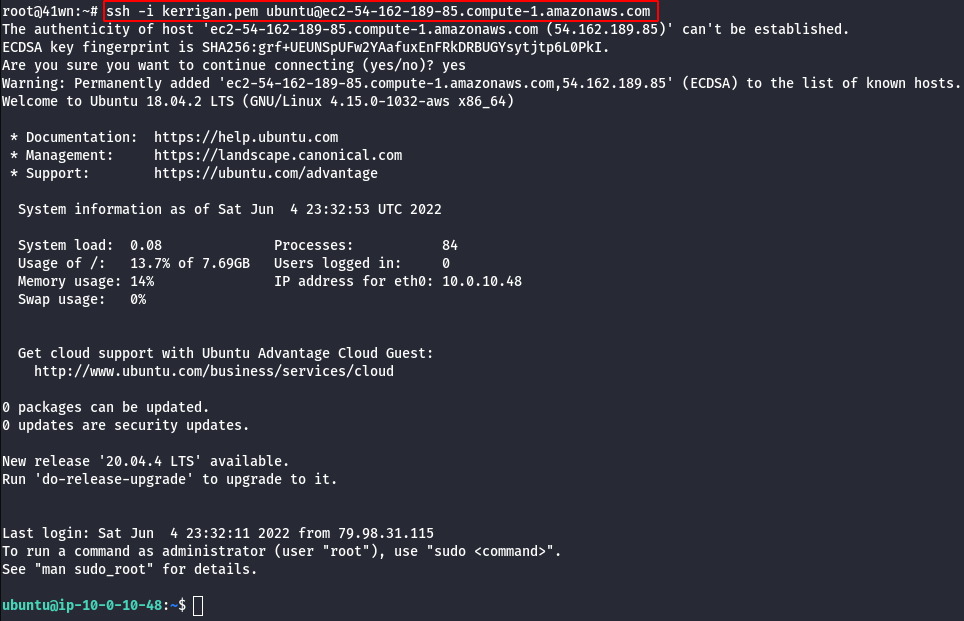 root@41wn:~# ssh -i kerrigan.pem ubuntu@ec2-54-162-189-85.compute-1.amazonaws.com
The authenticity of host 'ec2-54-162-189-85.compute-1.amazonaws.com (54.162.189.85)' can't be established.
ECDSA key fingerprint is SHA256:grf+UEUNSpUFw2YAafuxEnFRkDRBUGYsytjtp6L0PkI.
Are you sure you want to continue connecting (yes/no)? yes
Warning: Permanently added 'ec2-54-162-189-85.compute-1.amazonaws.com,54.162.189.85' (ECDSA) to the list of known hosts.
Welcome to Ubuntu 18.04.2 LTS (GNU/Linux 4.15.0-1032-aws x86_64)

 * Documentation:  https://help.ubuntu.com
 * Management:     https://landscape.canonical.com
 * Support:        https://ubuntu.com/advantage

  System information as of Sat Jun  4 23:32:53 UTC 2022

  System load:  0.08              Processes:           84
  Usage of /:   13.7% of 7.69GB   Users logged in:     0
  Memory usage: 14%               IP address for eth0: 10.0.10.48
  Swap usage:   0%

  Get cloud support with Ubuntu Advantage Cloud Guest:
    http://www.ubuntu.com/business/services/cloud

0 packages can be updated.
0 updates are security updates.

New release '20.04.4 LTS' available.
Run 'do-release-upgrade' to upgrade to it.

Last login: Sat Jun  4 23:32:11 2022 from 79.98.31.115
To run a command as administrator (user "root"), use "sudo <command>".
See "man sudo_root" for details.

ubuntu@ip-10-0-10-48:~$